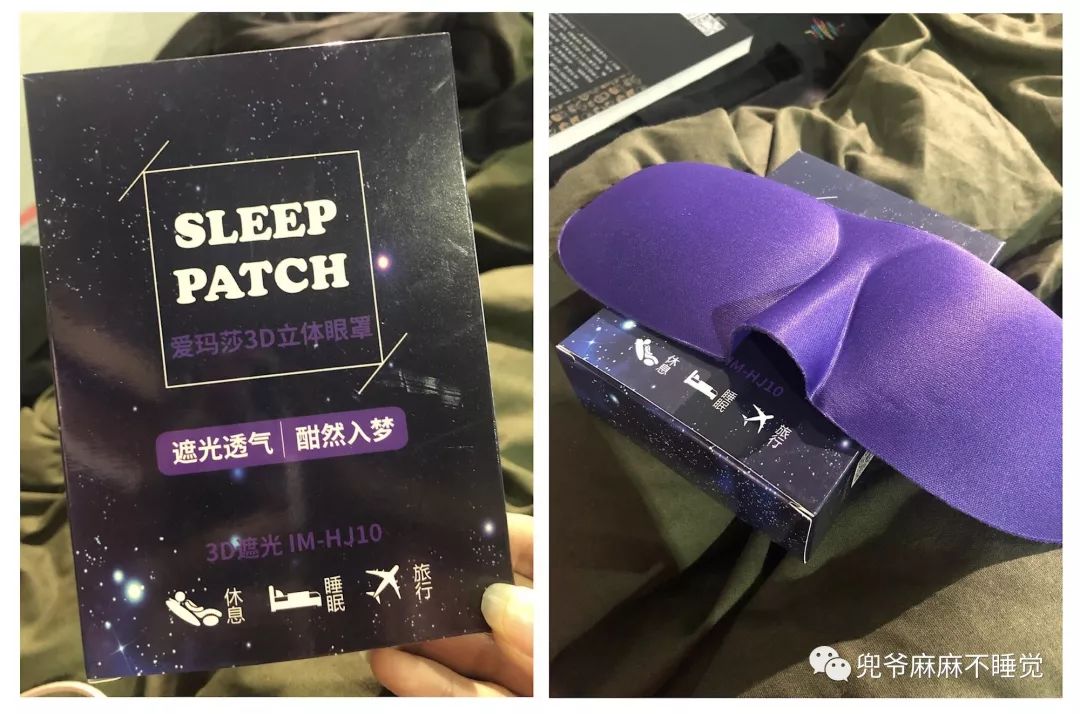 SLEEP
PATCH
爱玛莎3D立体眼罩
遮光透气 | 酣然入梦
3D遮光 IM-HJ10
休息
睡眠
旅行
IM-HJ10
休息
睡眠
旅行
兜爷麻麻不睡觉